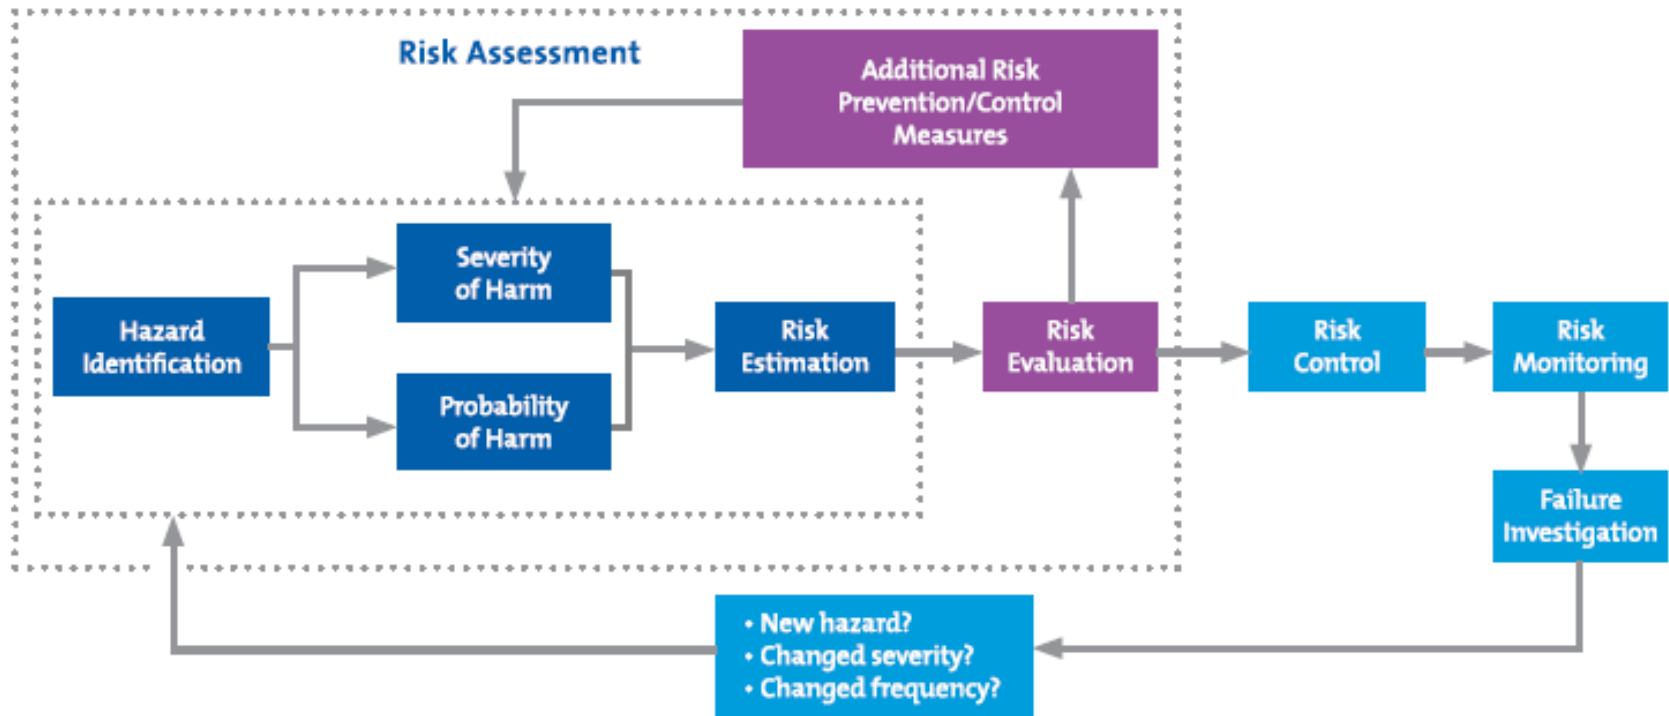 Risk Assessment
Additional Risk
Prevention/Control
Measures
Severity
of Harm
Hazard
Identification
Probability
of Harm
Risk
Estimation
Risk
Evaluation
Risk
Control
Risk
Monitoring
Failure
Investigation
• New hazard?
• Changed severity?
• Changed frequency?